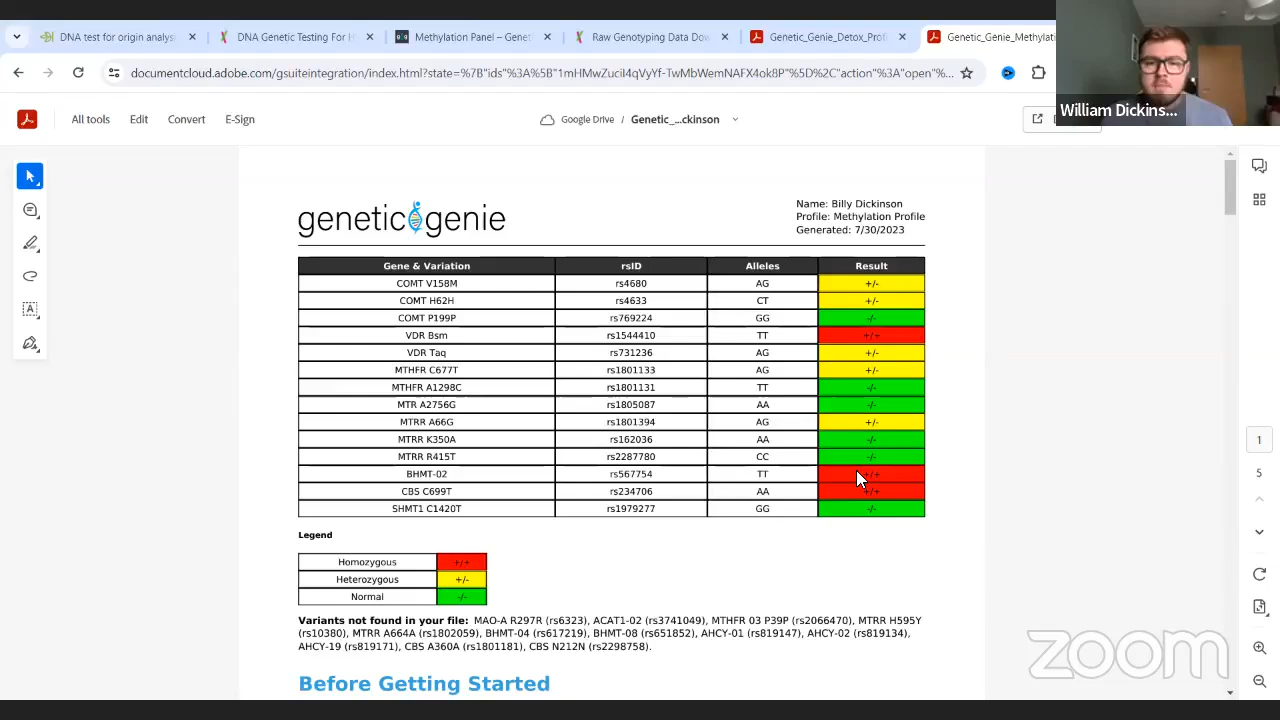 DNA test for origin analys
DNA Genetic Testing For H
Methylation Panel – Genet
Raw Genotyping Data Dow
Genetic_Genie_Detox_Profi
Genetic_Genie_Methylati
documentcloud.adobe.com/gsuiteintegration/index.html?state=%7B"ids"%3A%5B"1mHMwZuciI4qVyYf-TwMbWemNAFX4ok8P"%5D%2C"action"%3A"open"%...
William Dickins...
All tools Edit Convert E-Sign
Google Drive / Genetic_...ckinson
geneticgenie
Name: Billy Dickinson
Profile: Methylation Profile
Generated: 7/30/2023
Gene & Variation rsID Alleles Result
COMT V158M rs4680 AG +/-
COMT H62H rs4633 CT +/-
COMT P199P rs769224 GG -/-
VDR Bsm rs1544410 TT +/+
VDR Taq rs731236 AG +/-
MTHFR C677T rs1801133 AG +/-
MTHFR A1298C rs1801131 TT -/-
MTR A2756G rs1805087 AA -/-
MTRR A66G rs1801394 AG +/-
MTRR K350A rs162036 AA -/-
MTRR R415T rs2287780 CC -/-
BHMT-02 rs567754 TT +/+
CBS C699T rs234706 AA +/+
SHMT1 C1420T rs1979277 GG -/-
Legend
Homozygous +/+
Heterozygous +/-
Normal -/-
Variants not found in your file: MAO-A R297R (rs6323), ACAT1-02 (rs3741049), MTHFR 03 P39P (rs2066470), MTRR H595Y
(rs10380), MTRR A664A (rs1802059), BHMT-04 (rs617219), BHMT-08 (rs651852), AHCY-01 (rs819147), AHCY-02 (rs819134),
AHCY-19 (rs819171), CBS A360A (rs1801181), CBS N212N (rs2298758).
Before Getting Started
1
5
zoom